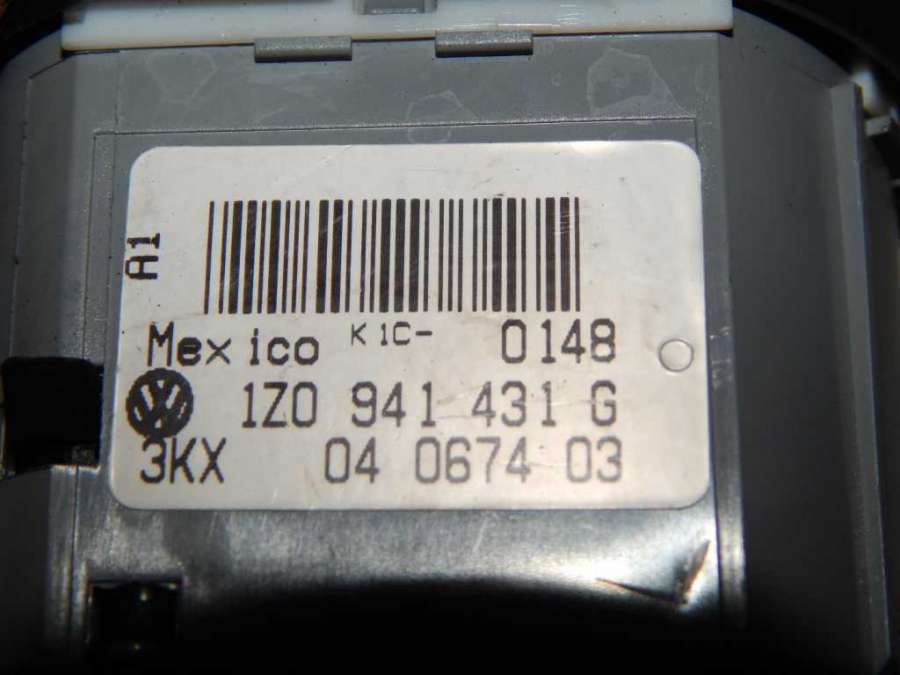 A1
Mexico K1C- 0148
1Z0 941 431 G
3KX 04 0674 03